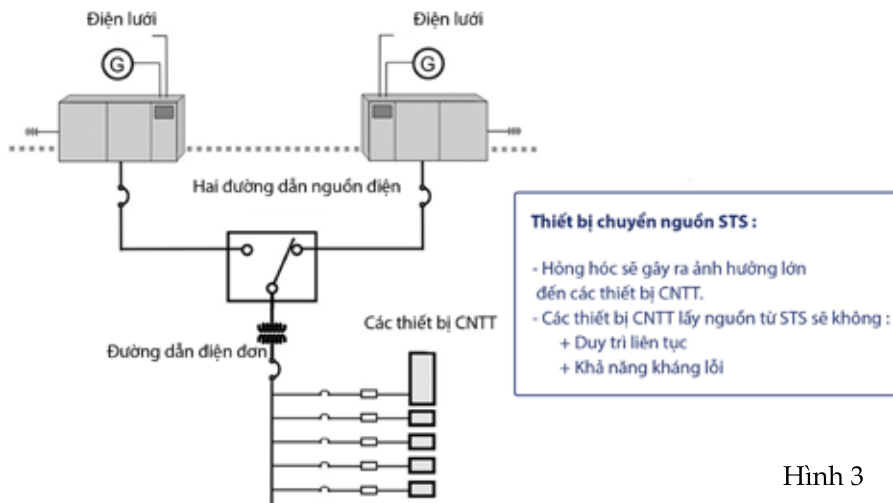 Điện lưới
Điện lưới
G
G
Hai đường dẫn nguồn điện
Thiết bị chuyển nguồn STS :
- Hỏng hóc sẽ gây ra ảnh hưởng lớn
đến các thiết bị CNTT.
- Các thiết bị CNTT lấy nguồn từ STS sẽ không :
+ Duy trì liên tục
+ Khả năng kháng lỗi
Các thiết bị CNTT
Đường dẫn điện đơn
Hình 3